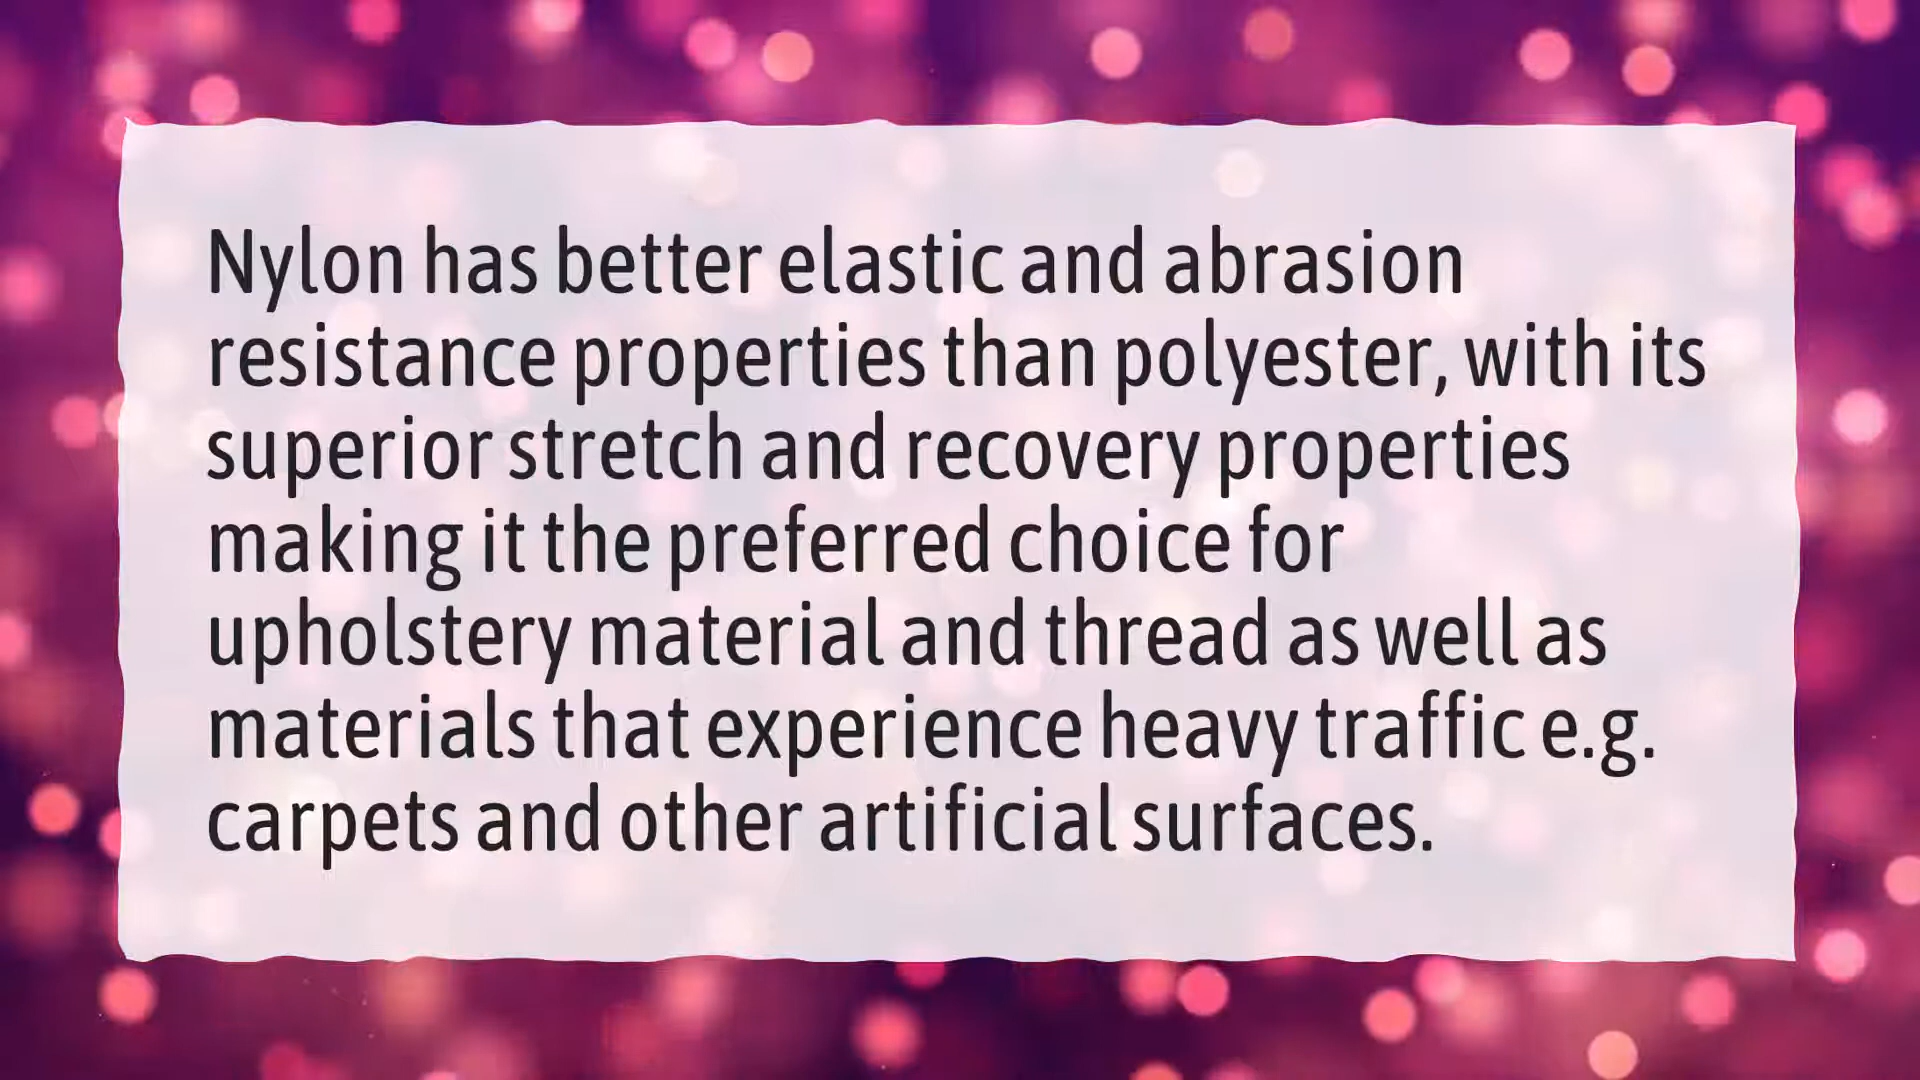 Nylon has better elastic and abrasion
resistance properties than polyester, with its
superior stretch and recovery properties
making it the preferred choice for
upholstery material and thread as well as
materials that experience heavy traffic e.g.
carpets and other artificial surfaces.